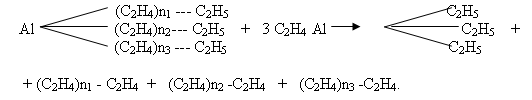 (C2H4)n1 --- C2H5 C2H5
Al (C2H4)n2--- C2H5 + 3 C2H4 Al C2H5 +
(C2H4)n3 --- C2H5 C2H5
+ (C2H4)n1 - C2H4 + (C2H4)n2 -C2H4 + (C2H4)n3 -C2H4.